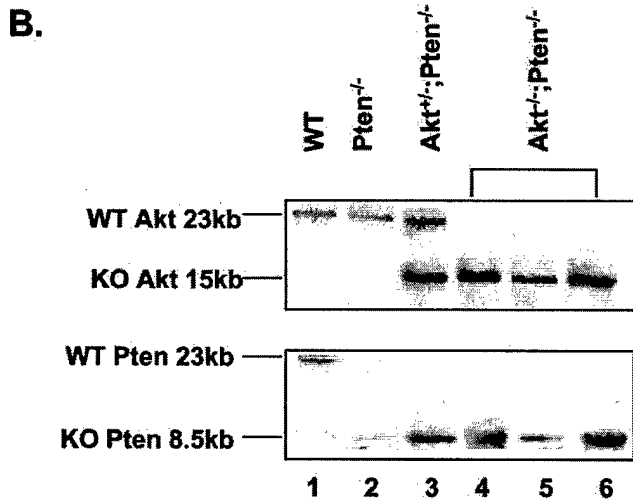 B.
WT
Pten-/-
Akt+/-;Pten-/-
Akt-/-;Pten-/-
WT Akt 23kb
KO Akt 15kb
WT Pten 23kb
KO Pten 8.5kb
1 2 3 4 5 6